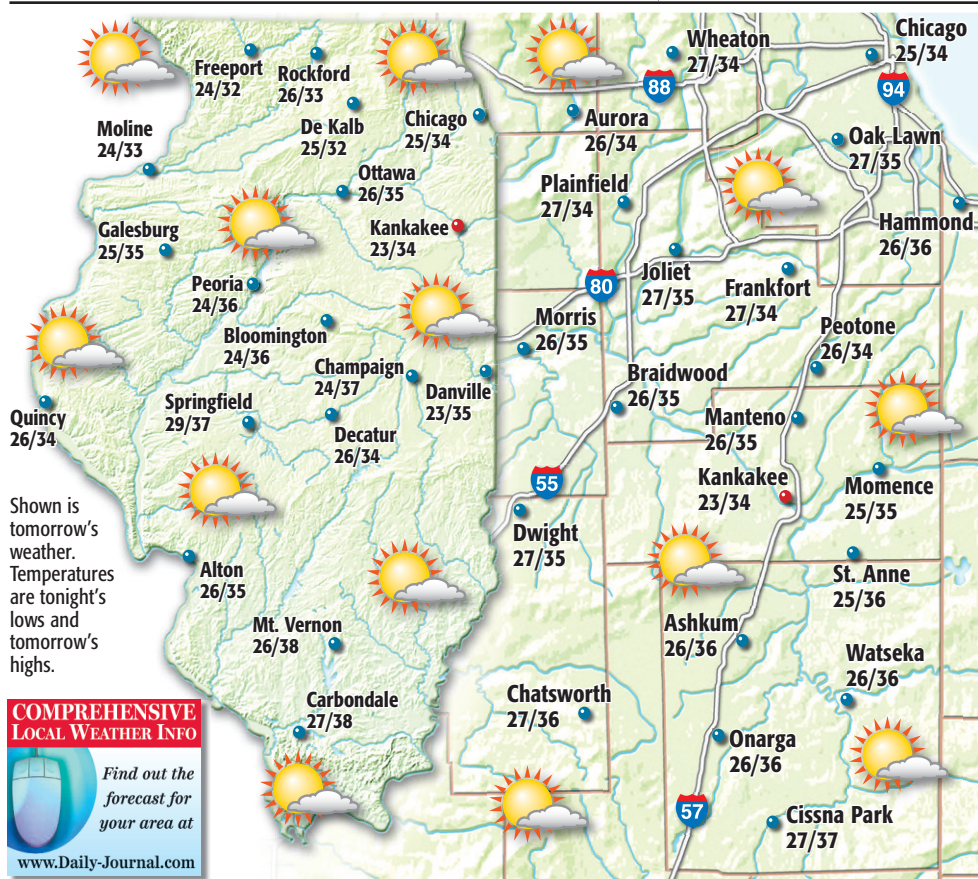 Freeport
24/32
Rockford
26/33
De Kalb
25/32
Chicago
25/34
Moline
24/33
Ottawa
26/35
Kankakee
23/34
Galesburg
25/35
Peoria
24/36
Bloomington
24/36
Champaign
24/37
Danville
23/35
Quincy
26/34
Springfield
29/37
Decatur
26/34
Alton
26/35
Mt. Vernon
26/38
Carbondale
27/38
Shown is
tomorrow's
weather.
Temperatures
are tonight's
lows and
tomorrow's
highs.
COMPREHENSIVE
LOCAL WEATHER INFO
Find out the
forecast for
your area at
www.Daily-Journal.com
Wheaton
27/34
Chicago
25/34
88
94
Aurora
26/34
Oak Lawn
27/35
Plainfield
27/34
Hammond
26/36
80
Joliet
27/35
Frankfort
27/34
Morris
26/35
Peotone
26/34
Braidwood
26/35
Manteno
26/35
55
Kankakee
23/34
Momence
25/35
Dwight
27/35
St. Anne
25/36
Ashkum
26/36
Watseka
26/36
Chatsworth
27/36
Onarga
26/36
57
Cissna Park
27/37